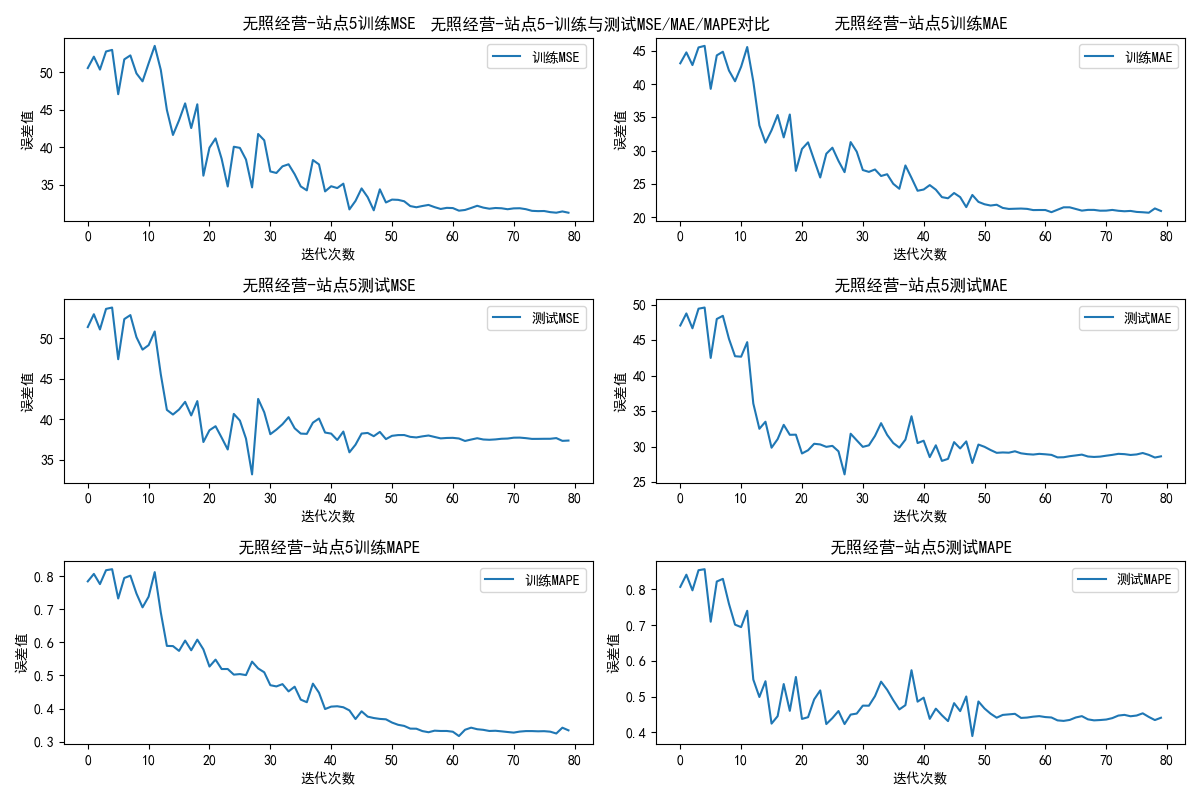 无照经营-站点5-训练与测试MSE/MAE/MAPE对比
无照经营-站点5训练MSE
训练MSE
误差值
50
45
40
35
0 10 20 30 40 50 60 70 80
迭代次数
无照经营-站点5训练MAE
训练MAE
误差值
45
40
35
30
25
20
0 10 20 30 40 50 60 70 80
迭代次数
无照经营-站点5测试MSE
测试MSE
误差值
50
45
40
35
0 10 20 30 40 50 60 70 80
迭代次数
无照经营-站点5测试MAE
测试MAE
误差值
50
45
40
35
30
25
0 10 20 30 40 50 60 70 80
迭代次数
无照经营-站点5训练MAPE
训练MAPE
误差值
0.8
0.7
0.6
0.5
0.4
0.3
0 10 20 30 40 50 60 70 80
迭代次数
无照经营-站点5测试MAPE
测试MAPE
误差值
0.8
0.7
0.6
0.5
0.4
0 10 20 30 40 50 60 70 80
迭代次数